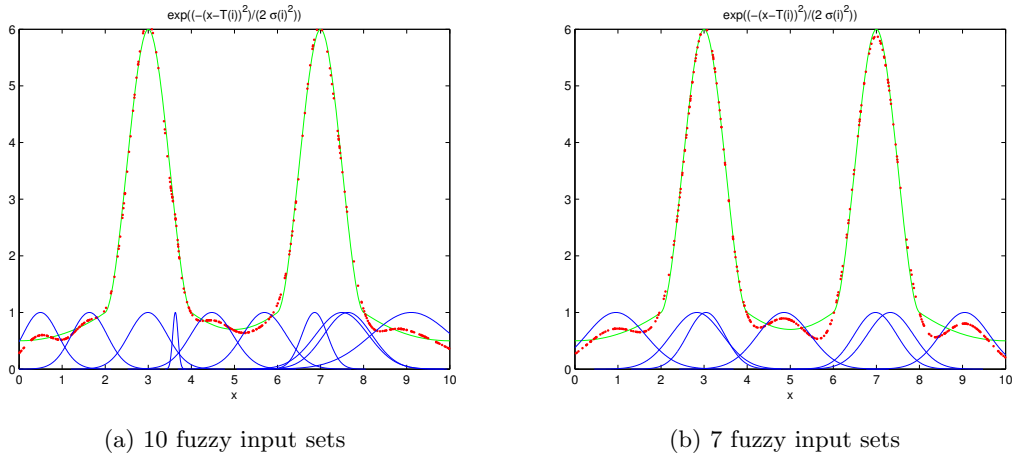 exp((−(x−T(i))²)/(2 σ(i)²))
6
5
4
3
2
1
0
0 1 2 3 4 5 6 7 8 9 10
x
(a) 10 fuzzy input sets
exp((−(x−T(i))²)/(2 σ(i)²))
6
5
4
3
2
1
0
0 1 2 3 4 5 6 7 8 9 10
x
(b) 7 fuzzy input sets